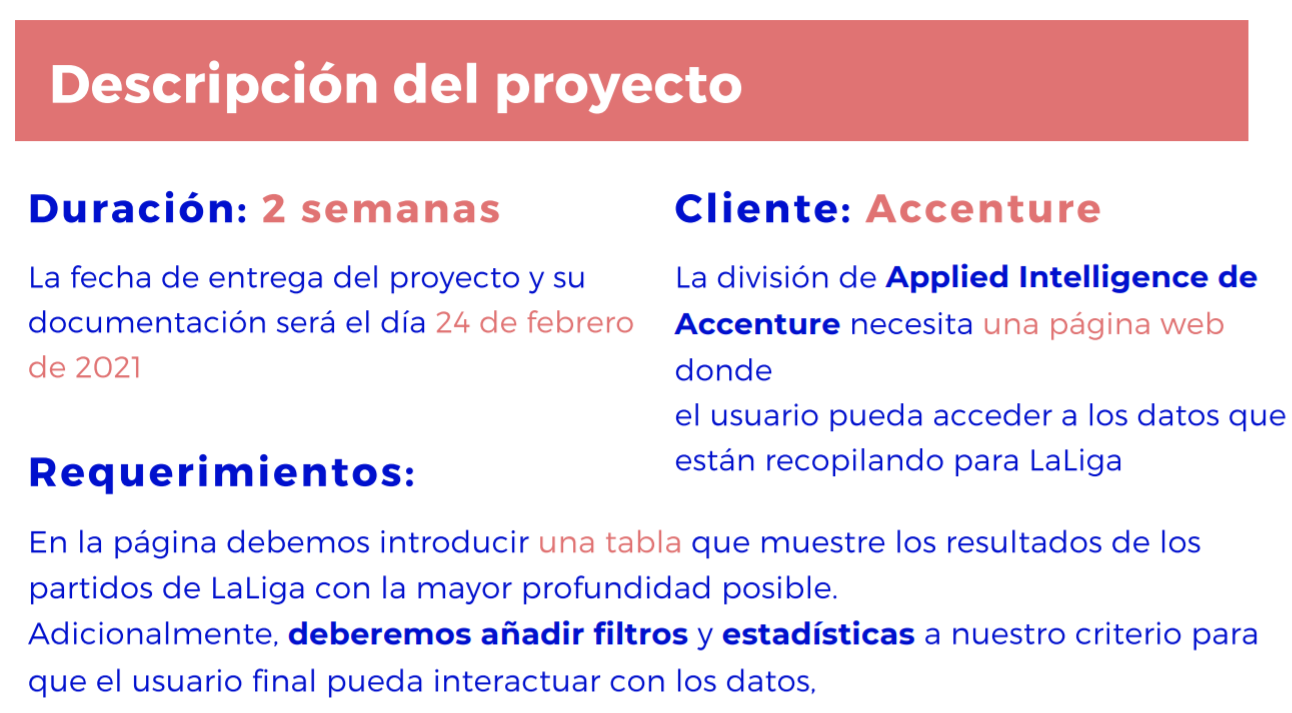 Descripción del proyecto
Duración: 2 semanas
La fecha de entrega del proyecto y su
documentación será el día 24 de febrero
de 2021
Cliente: Accenture
La división de Applied Intelligence de
Accenture necesita una página web
donde
el usuario pueda acceder a los datos que
están recopilando para LaLiga
Requerimientos:
En la página debemos introducir una tabla que muestre los resultados de los
partidos de LaLiga con la mayor profundidad posible.
Adicionalmente, deberemos añadir filtros y estadísticas a nuestro criterio para
que el usuario final pueda interactuar con los datos,